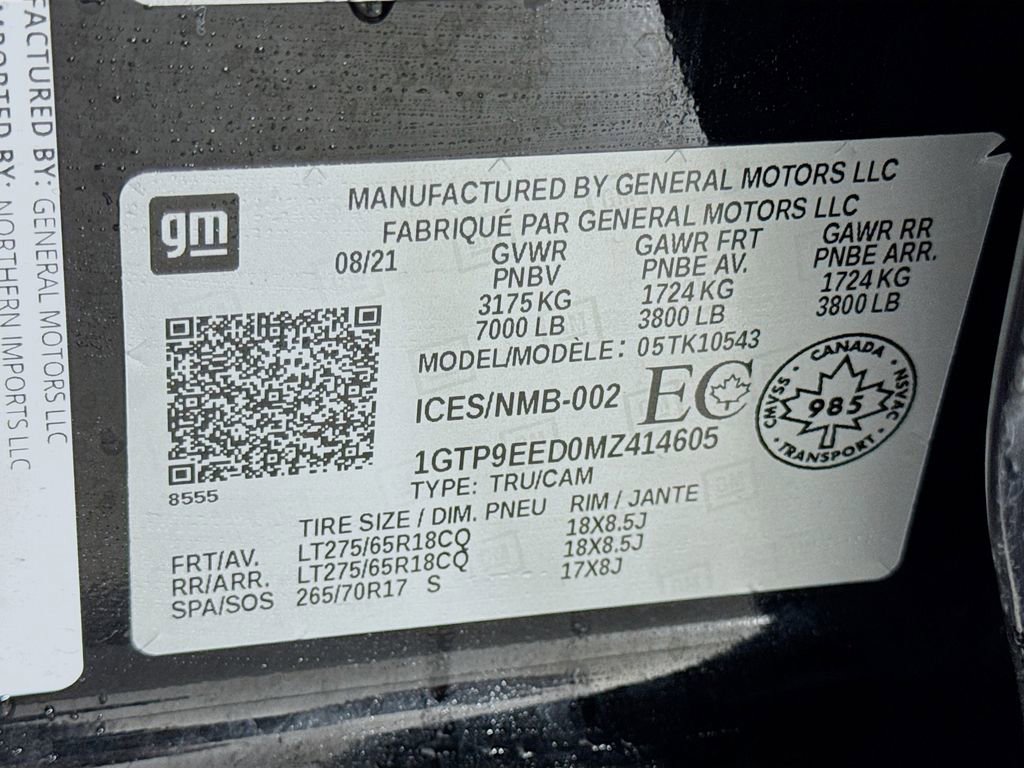 FACTURED BY: GENERAL MOTORS LLC
MPORTED BY: NORTHERN IMPORTS LLC
gm
MANUFACTURED BY GENERAL MOTORS LLC
FABRIQUÉ PAR GENERAL MOTORS LLC
08/21 GVWR GAWR FRT GAWR RR
PNBV PNBE AV. PNBE ARR.
3175 KG 1724 KG 1724 KG
7000 LB 3800 LB 3800 LB
MODEL/MODÈLE: 05TK10543
ICES/NMB-002 EC
CANADA
CMVSS 985 NSVAC
TRANSPORT
1GTP9EED0MZ414605
TYPE: TRU/CAM
8555
TIRE SIZE / DIM. PNEU RIM / JANTE
FRT/AV. LT275/65R18CQ 18X8.5J
RR/ARR. LT275/65R18CQ 18X8.5J
SPA/SOS 265/70R17 S 17X8J